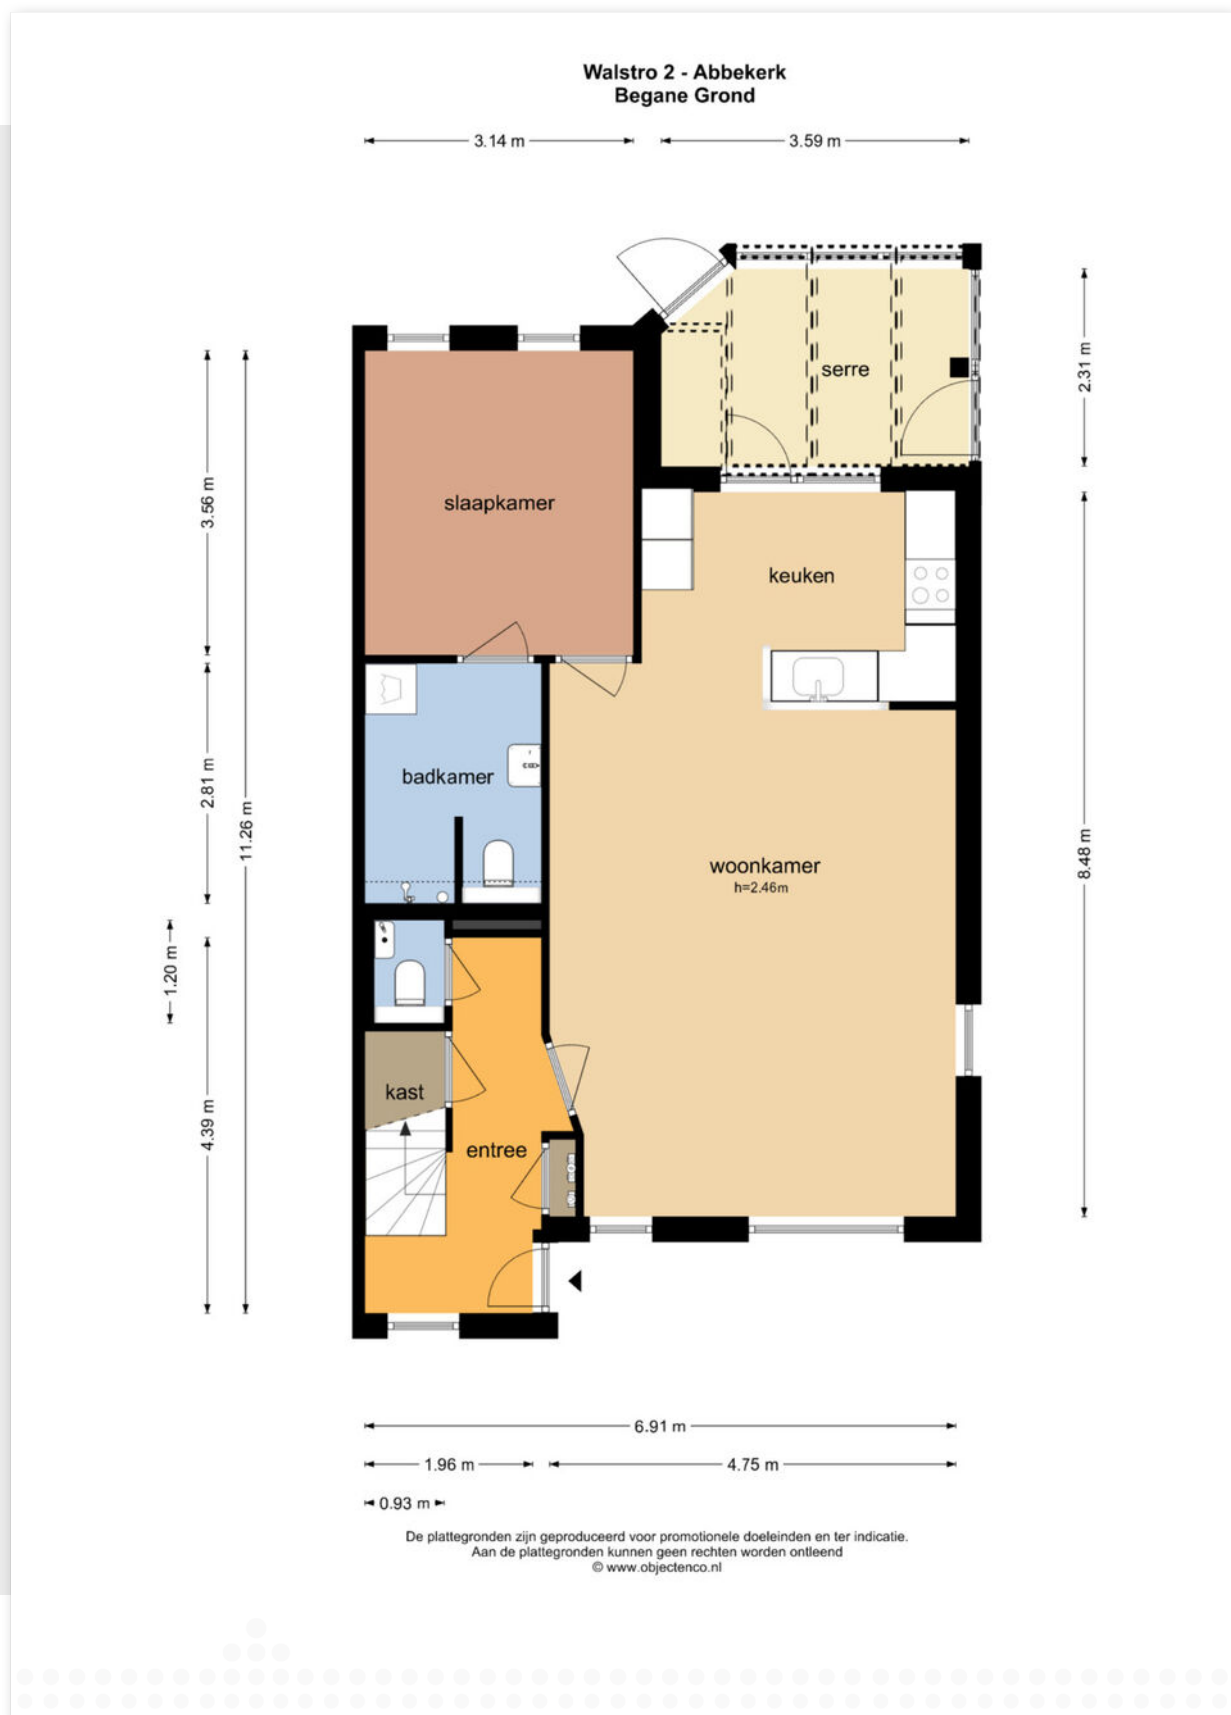 Walstro 2 - Abbekerk
Begane Grond
3.14 m
3.59 m
2.31 m
serre
3.56 m
slaapkamer
keuken
2.81 m
badkamer
11.26 m
8.48 m
woonkamer
h=2.46m
1.20 m
kast
4.39 m
entree
6.91 m
1.96 m
4.75 m
0.93 m
De plattegronden zijn geproduceerd voor promotionele doeleinden en ter indicatie.
Aan de plattegronden kunnen geen rechten worden ontleend
© www.objectenco.nl